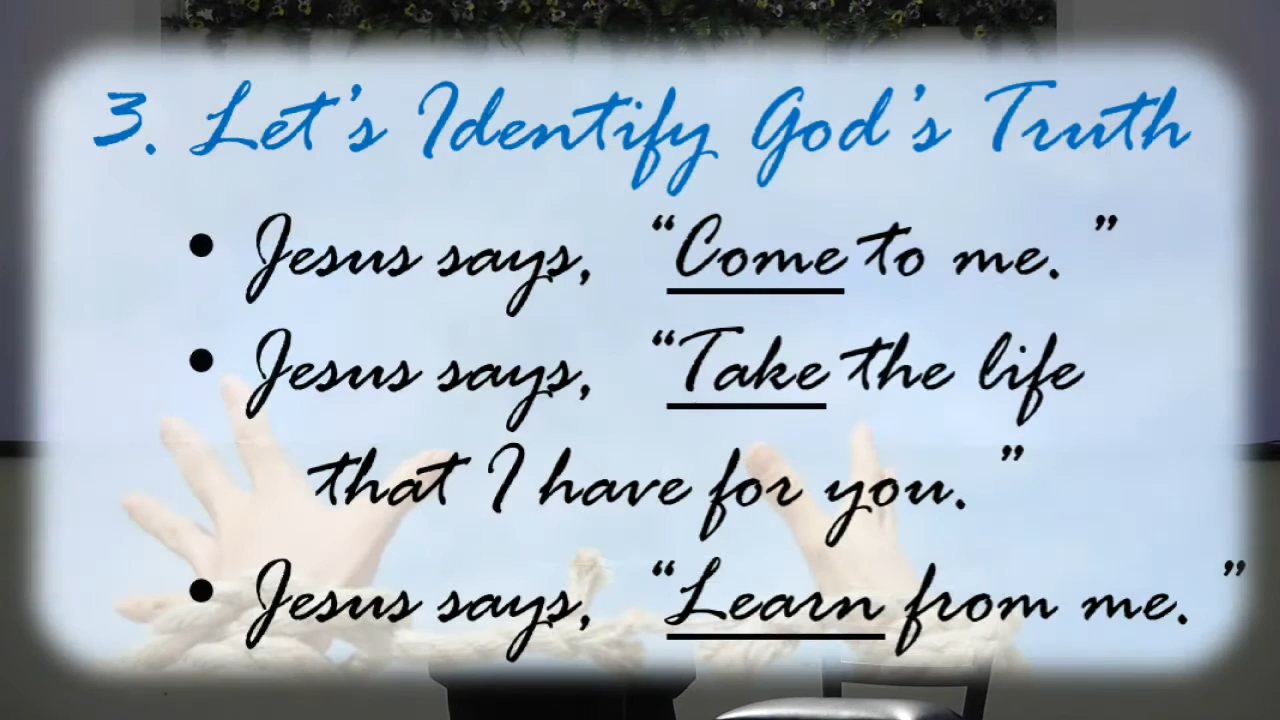 3. Let’s Identify God’s Truth
• Jesus says, “Come to me.”
• Jesus says, “Take the life
that I have for you.”
• Jesus says, “Learn from me.”